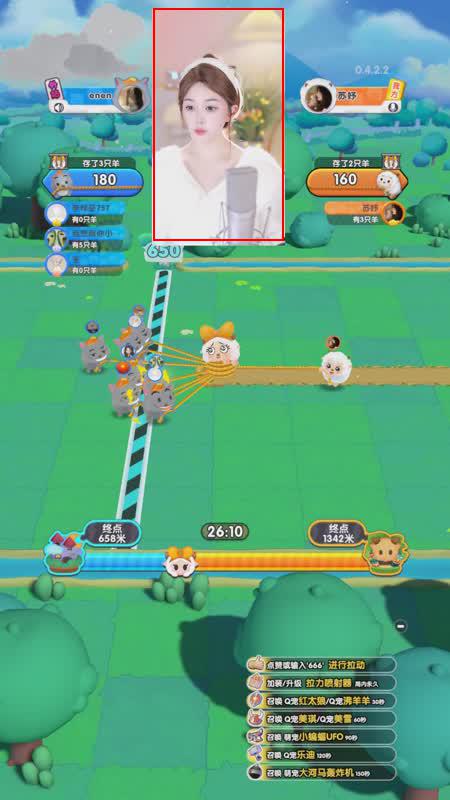 0.4.2.2
enen
苏妤
我方
存了3只羊
存了2只羊
180
160
有0只羊
苏妤
有5只羊
有3只羊
有0只羊
650
终点
658米
26:10
终点
1342米
点赞或输入'666' 进行拉动
加装/升级 拉力喷射器 局内永久
召唤 Q宠红太狼/Q宠沸羊羊 30秒
召唤 Q宠美琪/Q宠美雪 60秒
召唤 萌宠小蝙蝠UFO 90秒
召唤 Q宠乐迪 120秒
召唤 萌宠大河马轰炸机 150秒